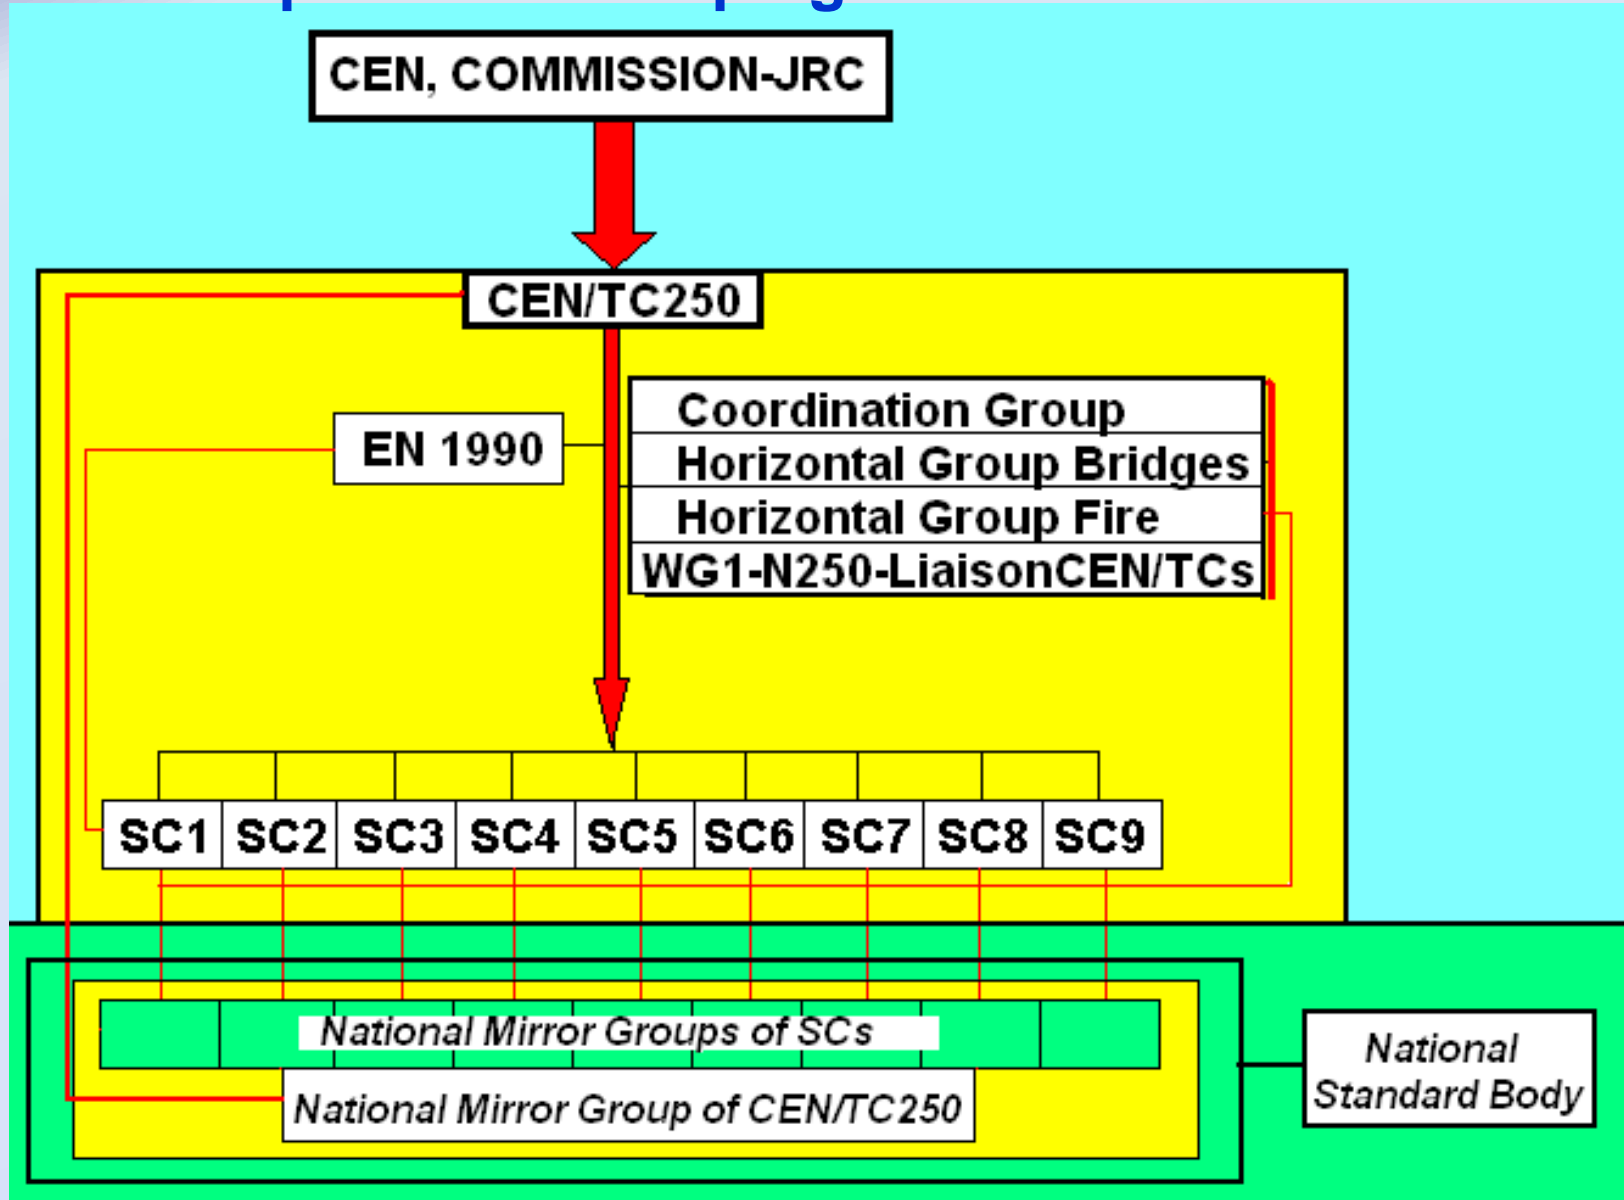 CEN, COMMISSION-JRC
CEN/TC250
Coordination Group
EN 1990
Horizontal Group Bridges
Horizontal Group Fire
WG1-N250-LiaisonCEN/TCs
SC1 SC2 SC3 SC4 SC5 SC6 SC7 SC8 SC9
National Mirror Groups of SCs
National Mirror Group of CEN/TC250
National
Standard Body